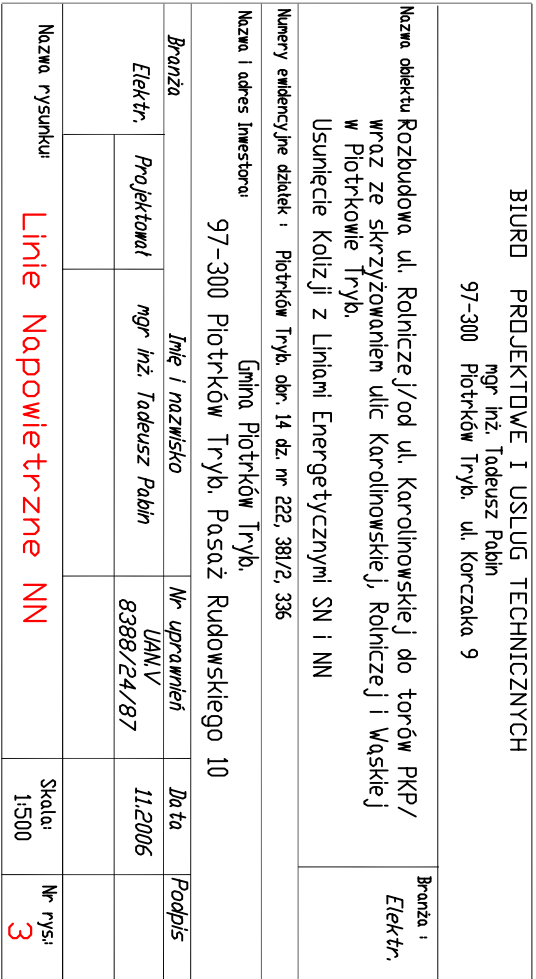 BIURO PROJEKTOWE I USLUG TECHNICZNYCH
mgr inż. Tadeusz Pabin
97-300 Piotrków Tryb. ul. Korczaka 9
Nazwa obiektu Rozbudowa ul. Rolniczej/od ul. Karolinowskiej do torów PKP/
wraz ze skrzyżowaniem ulic Karolinowskiej, Rolniczej i Wąskiej
w Piotrkowie Tryb.
Usunięcie Kolizji z Liniami Energetycznymi SN i NN
Branża :
Elektr.
Numery ewidencyjne działek : Piotrków Tryb. obr. 14 dz. nr 222, 381/2, 336
Nazwa i adres Inwestora:
Gmina Piotrków Tryb.
97-300 Piotrków Tryb. Pasaż Rudowskiego 10
Branża Imię i nazwisko Nr uprawnień Data Podpis
Elektr. Projektował mgr inż. Tadeusz Pabin UAN.V 8388/24/87 11.2006
Nazwa rysunku: Linie Napowietrzne NN
Skala: 1:500
Nr rys.: 3